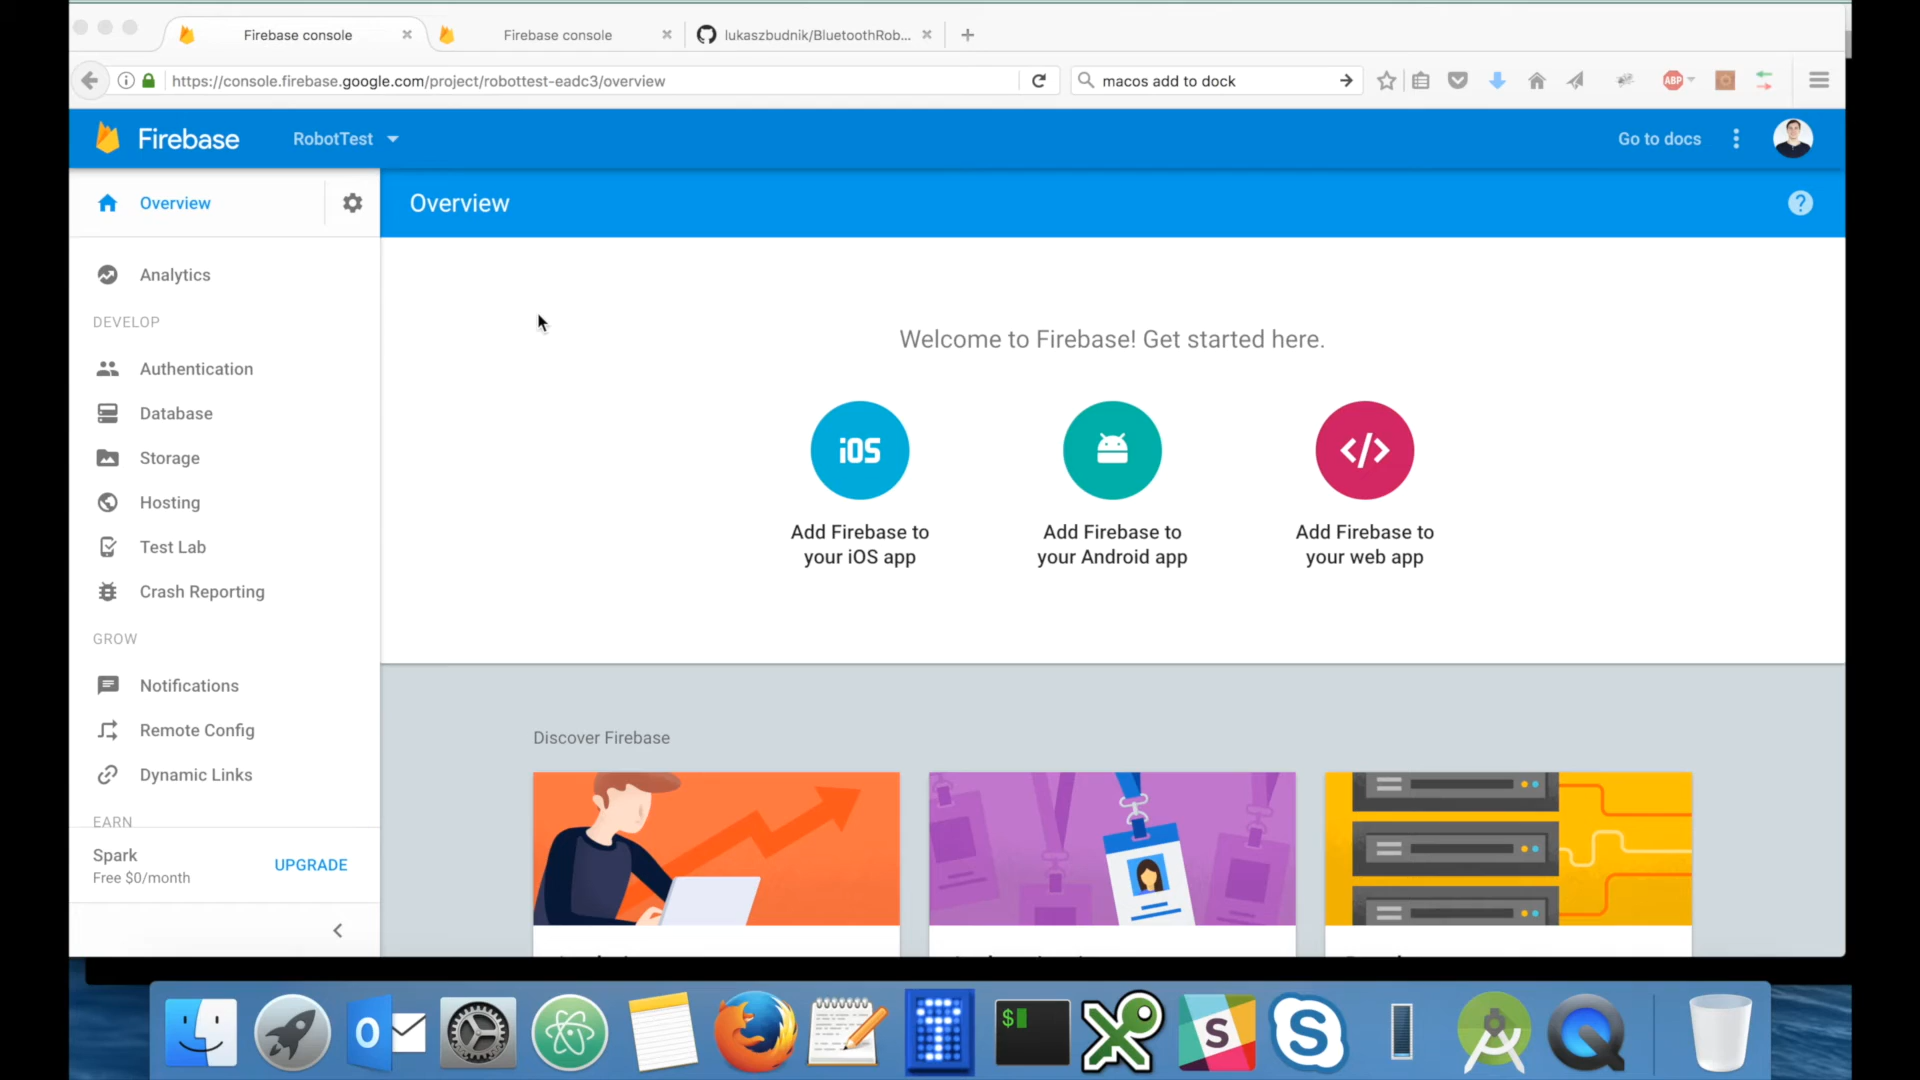 Firebase console
Firebase console
lukaszbudnik/BluetoothRob...
https://console.firebase.google.com/project/robottest-eadc3/overview
macos add to dock
ABP
Firebase
RobotTest
Go to docs
Overview
Overview
?
Analytics
DEVELOP
Authentication
Database
Storage
Hosting
Test Lab
Crash Reporting
GROW
Notifications
Remote Config
Dynamic Links
EARN
Spark
Free $0/month
UPGRADE
Welcome to Firebase! Get started here.
iOS
</>
Add Firebase to
your iOS app
Add Firebase to
your Android app
Add Firebase to
your web app
Discover Firebase
O
T
$
S
S